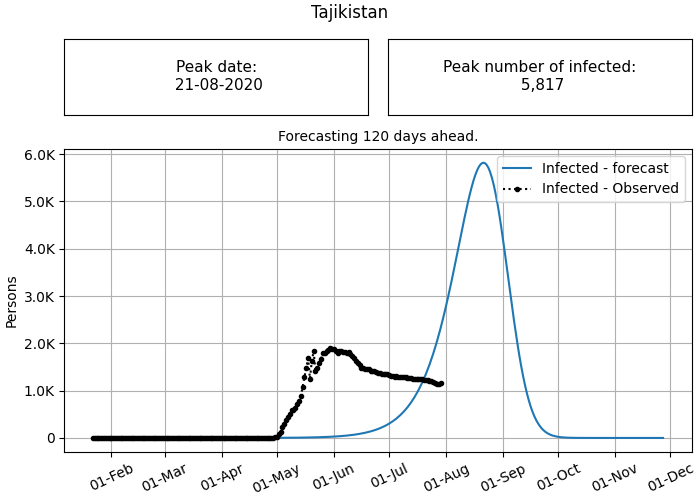 Tajikistan
Peak date:
21-08-2020
Peak number of infected:
5,817
Forecasting 120 days ahead.
6.0K
5.0K
4.0K
3.0K
2.0K
1.0K
0
Persons
Infected - forecast
Infected - Observed
01-Feb
01-Mar
01-Apr
01-May
01-Jun
01-Jul
01-Aug
01-Sep
01-Oct
01-Nov
01-Dec